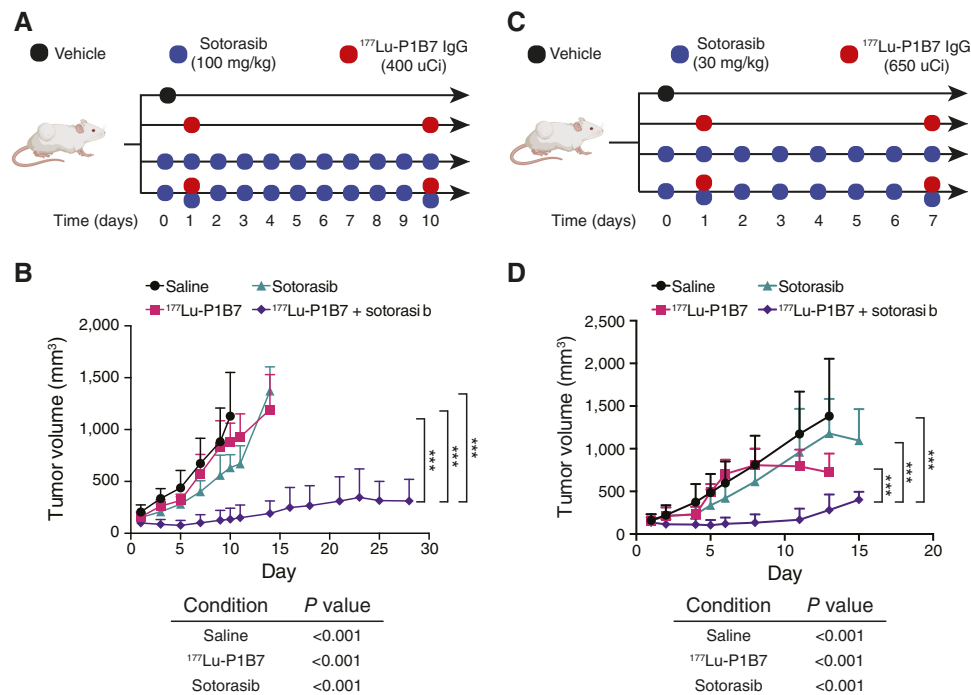 A
Vehicle
Sotorasib
(100 mg/kg)
¹⁷⁷Lu-P1B7 IgG
(400 uCi)
Time (days) 0 1 2 3 4 5 6 7 8 9 10
C
Vehicle
Sotorasib
(30 mg/kg)
¹⁷⁷Lu-P1B7 IgG
(650 uCi)
Time (days) 0 1 2 3 4 5 6 7
B
Saline Sotorasib
¹⁷⁷Lu-P1B7 ¹⁷⁷Lu-P1B7 + sotorasi b
Tumor volume (mm³)
2,000
1,500
1,000
500
0
0 5 10 15 20 25 30
Day
***
***
***
Condition P value
Saline <0.001
¹⁷⁷Lu-P1B7 <0.001
Sotorasib <0.001
D
Saline Sotorasib
¹⁷⁷Lu-P1B7 ¹⁷⁷Lu-P1B7 + sotorasi b
Tumor volume (mm³)
2,500
2,000
1,500
1,000
500
0
0 5 10 15 20
Day
***
***
***
Condition P value
Saline <0.001
¹⁷⁷Lu-P1B7 <0.001
Sotorasib <0.001